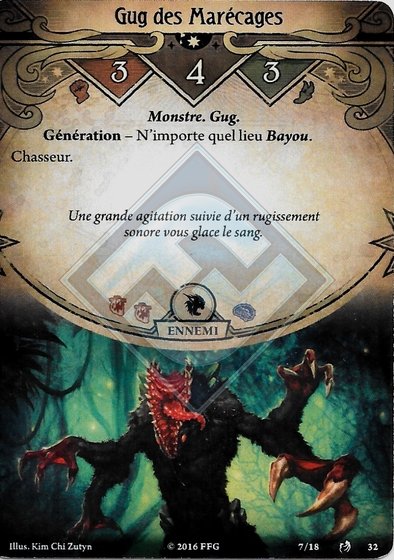 Gug des Marécages
3 4 3
Monstre. Gug.
Génération – N'importe quel lieu Bayou.
Chasseur.
Une grande agitation suivie d'un rugissement
sonore vous glace le sang.
ENNEMI
Illus. Kim Chi Zutyn © 2016 FFG 7/18 32